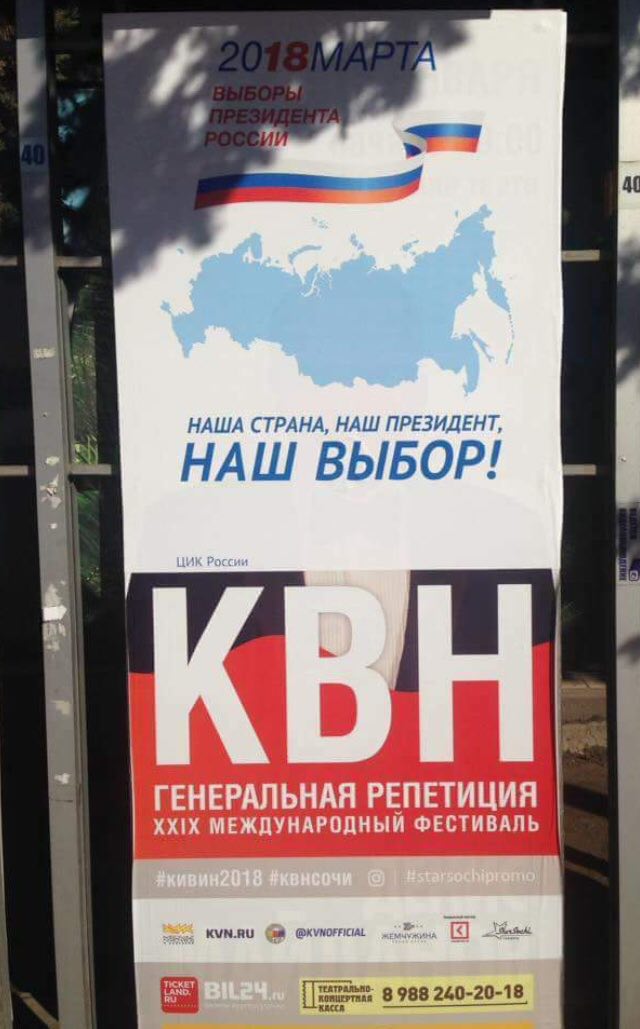 2018МАРТА
ВЫБОРЫ
ПРЕЗИДЕНТА
РОССИИ
40
40
НАША СТРАНА, НАШ ПРЕЗИДЕНТ,
НАШ ВЫБОР!
ЦИК России
КВН
ГЕНЕРАЛЬНАЯ РЕПЕТИЦИЯ
XXIX МЕЖДУНАРОДНЫЙ ФЕСТИВАЛЬ
#кивин2018 #квнсочи #starsochipromo
KVN.RU @KVNOFFICIAL ЖЕМЧУЖИНА
TICKET
LAND.
RU
BIL24.ru
ТЕАТРАЛЬНО-
КОНЦЕРТНАЯ
КАССА
8 988 240-20-18